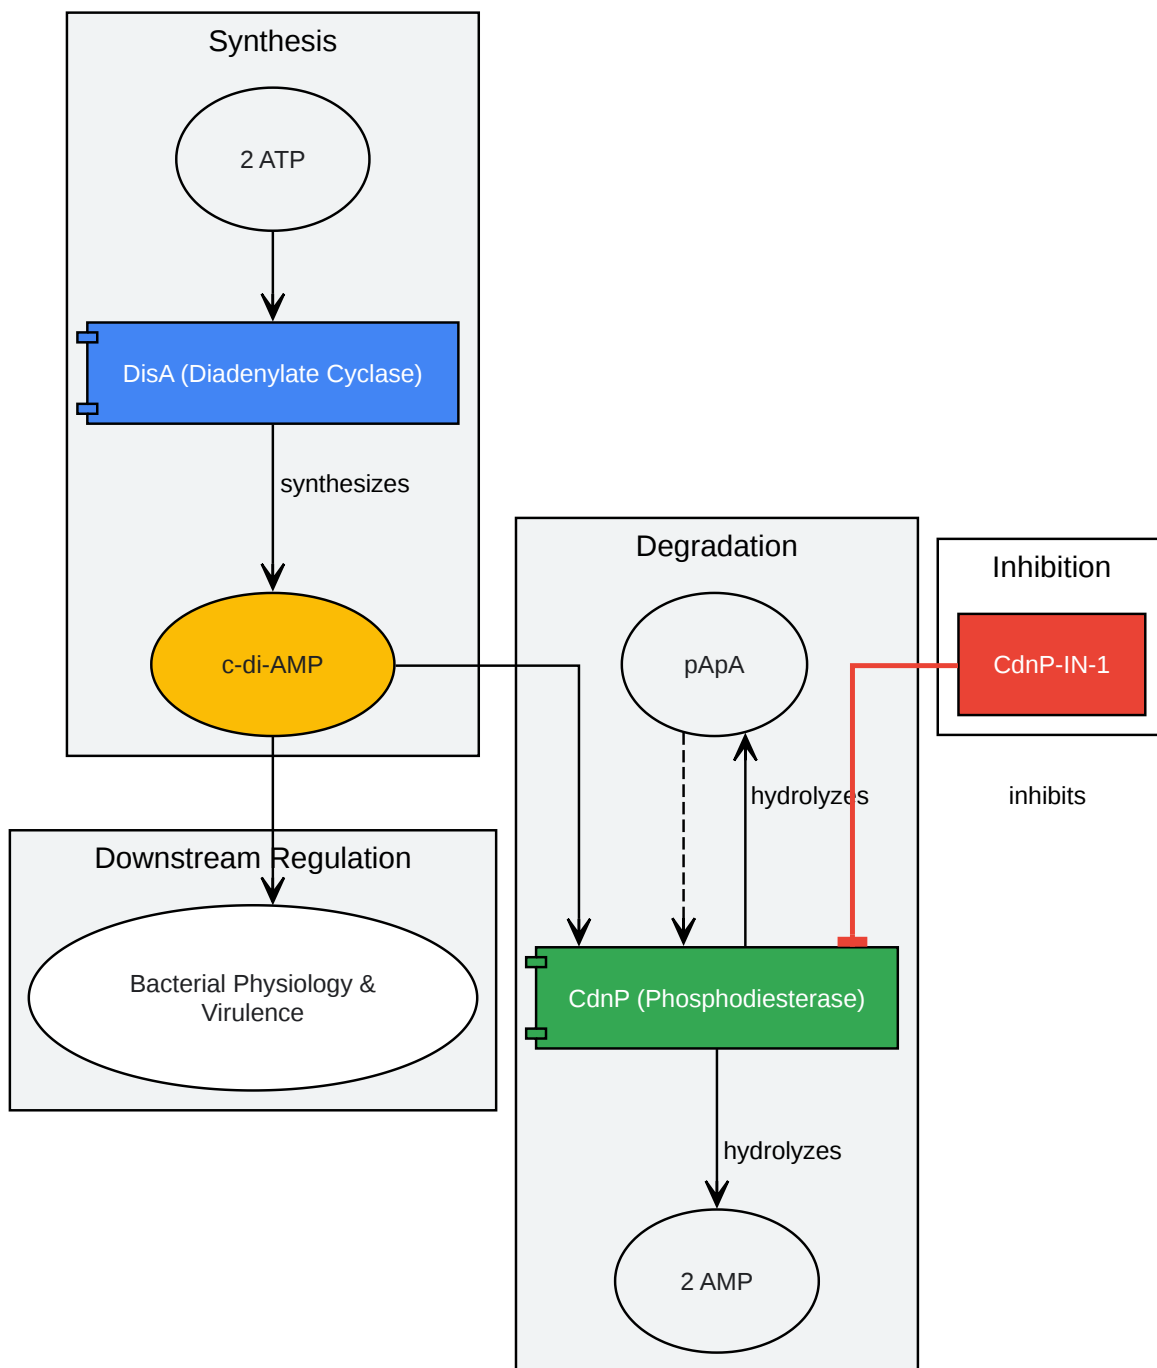 Synthesis
2 ATP
DisA (Diadenylate Cyclase)
synthesizes
c-di-AMP
Downstream Regulation
Bacterial Physiology &
Virulence
Degradation
pApA
hydrolyzes
CdnP (Phosphodiesterase)
hydrolyzes
2 AMP
Inhibition
CdnP-IN-1
inhibits